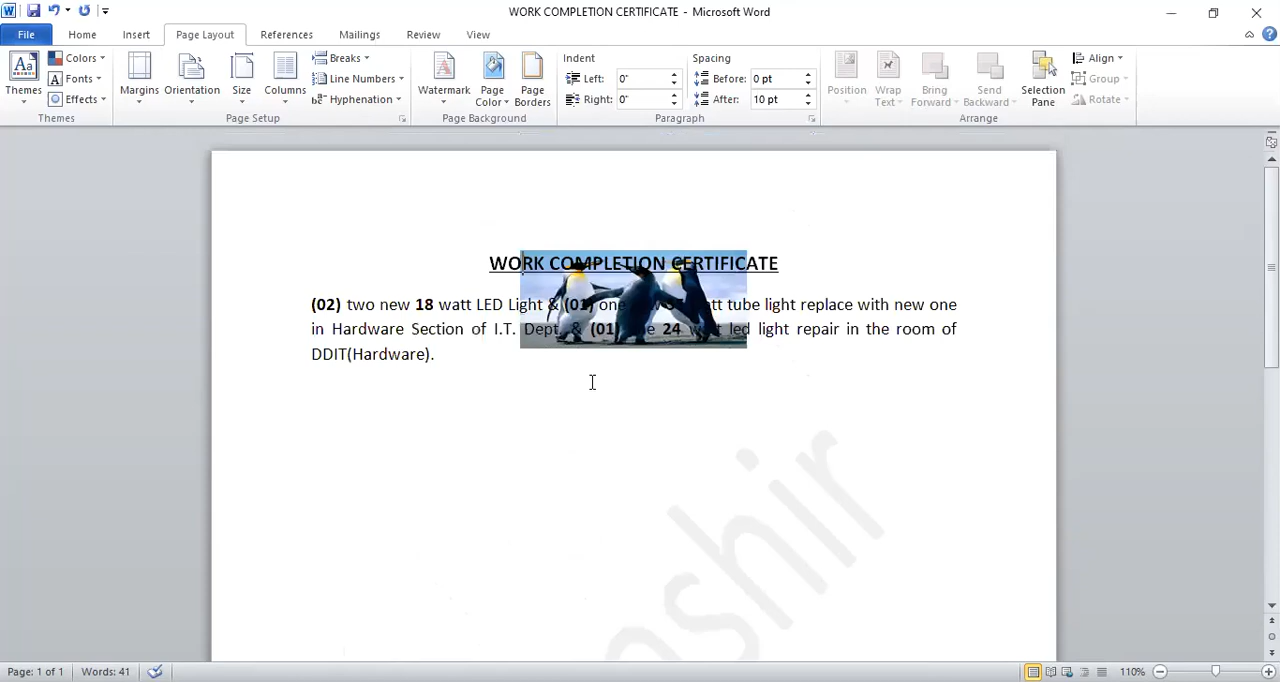 WORK COMPLETION CERTIFICATE - Microsoft Word
File Home Insert Page Layout References Mailings Review View
Themes
Colors
Fonts
Effects
Themes
Margins
Orientation
Size
Columns
Breaks
Line Numbers
Hyphenation
Page Setup
Watermark
Page Color
Page Borders
Page Background
Indent
Left: 0"
Right: 0"
Spacing
Before: 0 pt
After: 10 pt
Paragraph
Position
Wrap Text
Bring Forward
Send Backward
Selection Pane
Align
Group
Rotate
Arrange
WORK COMPLETION CERTIFICATE
(02) two new 18 watt LED Light & (01) one tube light replace with new one
in Hardware Section of I.T. Dept. & (01) 24 led light repair in the room of
DDIT(Hardware).
Page: 1 of 1 Words: 41 110%